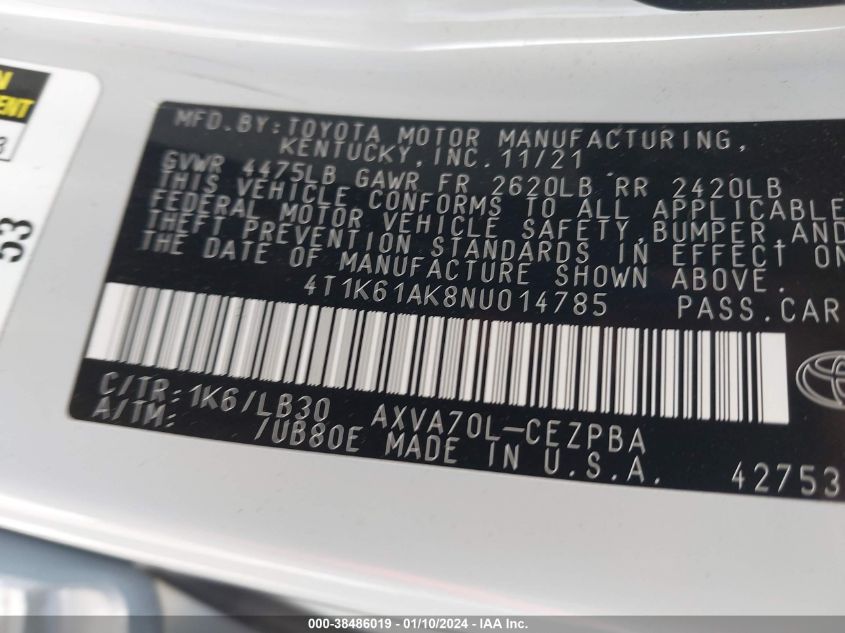 N
ENT
3
53
MFD.BY:TOYOTA MOTOR MANUFACTURING,
KENTUCKY,INC.11/21
GVWR 4475LB GAWR FR 2620LB RR 2420LB
THIS VEHICLE CONFORMS TO ALL APPLICABLE
FEDERAL MOTOR VEHICLE SAFETY,BUMPER,AND
THEFT PREVENTION STANDARDS IN EFFECT ON
THE DATE OF MANUFACTURE SHOWN ABOVE.
4T1K61AK8NU014785 PASS.CAR
C/TR:1K6/LB30 AXVA70L-CEZPBA
A/TM: /UB80E MADE IN U.S.A. 42753
000-38486019 - 01/10/2024 - IAA Inc.